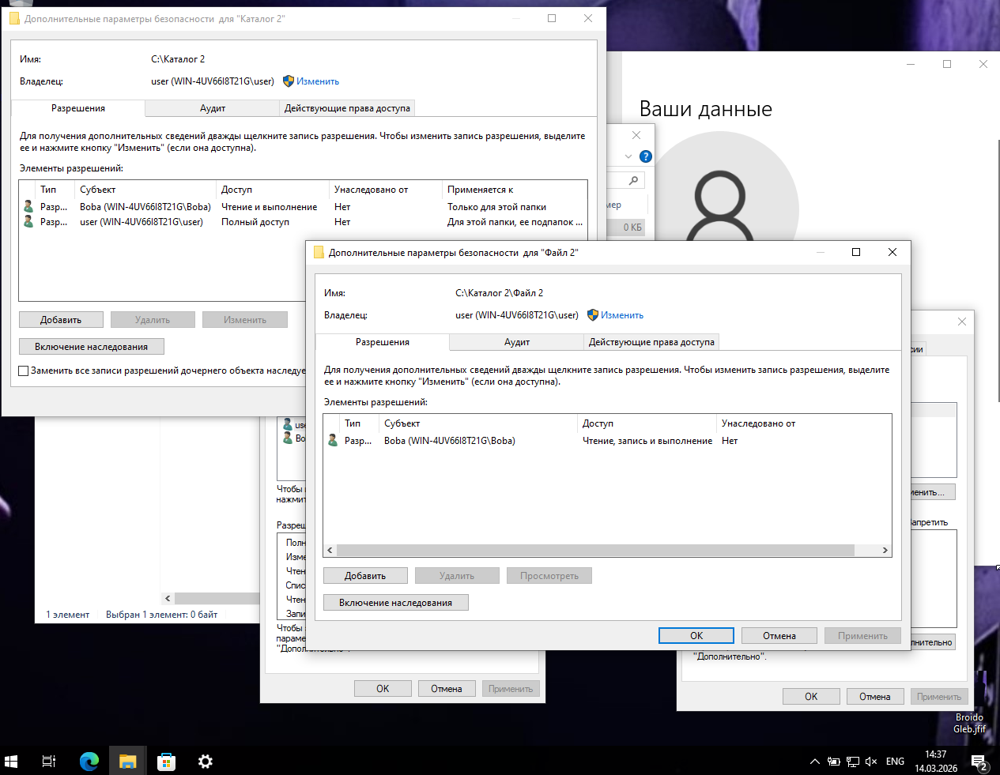 Дополнительные параметры безопасности для "Каталог 2"
Имя:
C:\Каталог 2
Владелец:
user (WIN-4UV66I8T21G\user)
Изменить
Разрешения
Аудит
Действующие права доступа
Для получения дополнительных сведений дважды щелкните запись разрешения. Чтобы изменить запись разрешения, выделите
ее и нажмите кнопку "Изменить" (если она доступна).
Элементы разрешений:
Тип
Субъект
Доступ
Унаследовано от
Применяется к
Разр...
Boba (WIN-4UV66I8T21G\Boba)
Чтение и выполнение
Нет
Только для этой папки
Разр...
user (WIN-4UV66I8T21G\user)
Полный доступ
Нет
Для этой папки, ее подпапок ...
Добавить
Удалить
Изменить
Включение наследования
Заменить все записи разрешений дочернего объекта наследуе
Ваши данные
?
мер
0 КБ
Дополнительные параметры безопасности для "Файл 2"
Имя:
C:\Каталог 2\Файл 2
Владелец:
user (WIN-4UV66I8T21G\user)
Изменить
Разрешения
Аудит
Действующие права доступа
Для получения дополнительных сведений дважды щелкните запись разрешения. Чтобы изменить запись разрешения, выделите
ее и нажмите кнопку "Изменить" (если она доступна).
Элементы разрешений:
Тип
Субъект
Доступ
Унаследовано от
Разр...
Boba (WIN-4UV66I8T21G\Boba)
Чтение, запись и выполнение
Нет
Добавить
Удалить
Просмотреть
Включение наследования
ОК
Отмена
Применить
use
Bo
Чтобы
нажмит
Разреш
Полн
Изме
Чтен
Спис
Чтен
Запи
Чтобы
параме
"Дополнительно".
ОК
Отмена
Применить
1 элемент
Выбран 1 элемент: 0 байт
сии
менить...
Запретить
лнительно
"Дополнительно".
ОК
Отмена
Применить
Broido
Gleb.jfif
ENG
14:37
14.03.2026
2